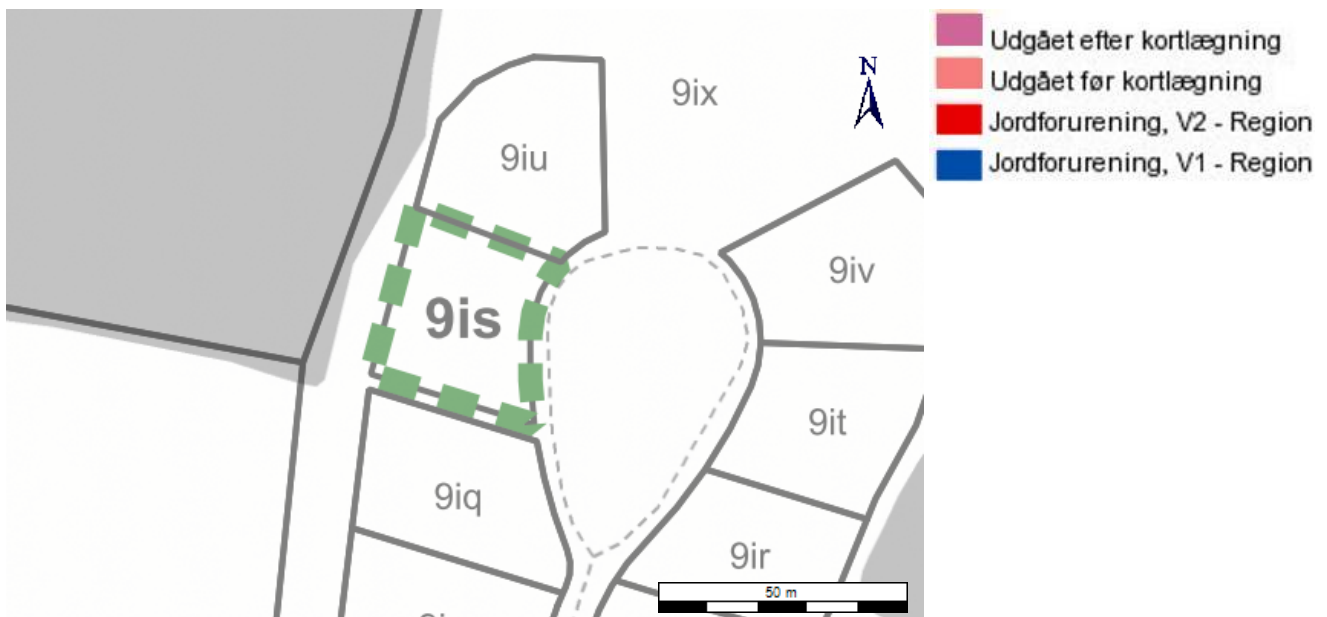 Udgået efter kortlægning
Udgået før kortlægning
Jordforurening, V2 - Region
Jordforurening, V1 - Region
N
9ix
9iu
9iv
9is
9it
9iq
9ir
50 m